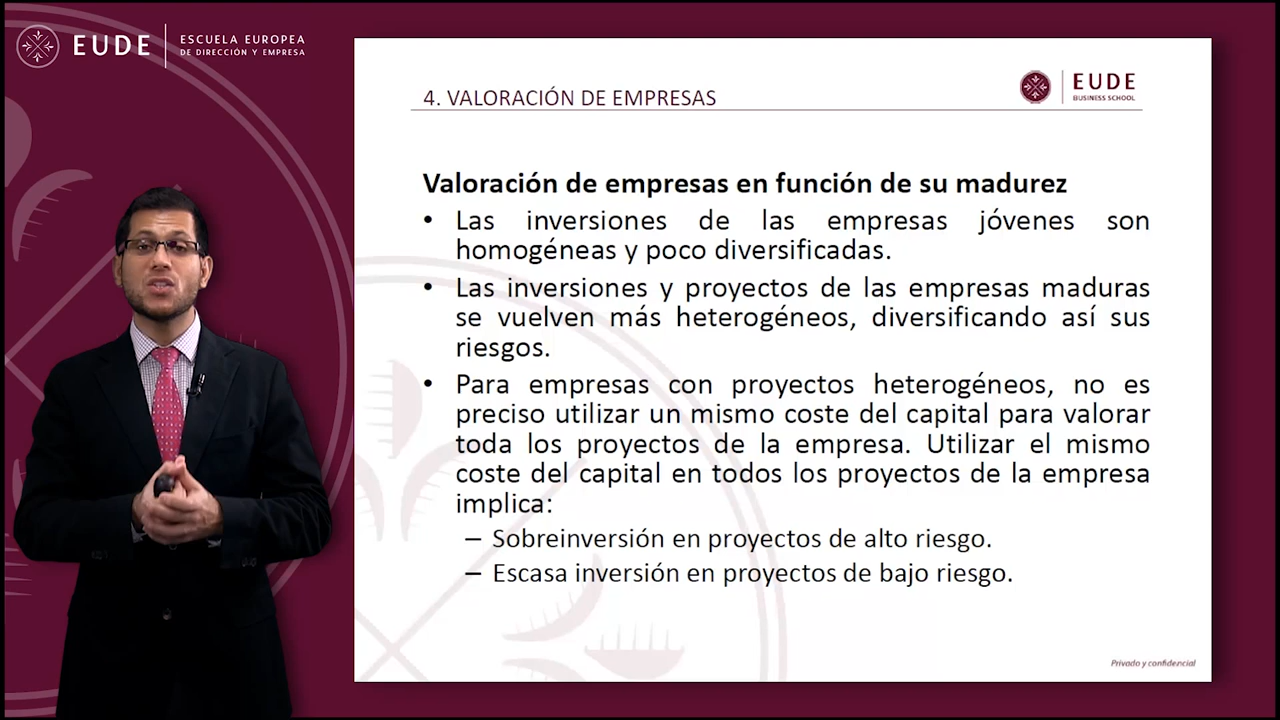 EUDE
ESCUELA EUROPEA
DE DIRECCIÓN Y EMPRESA
4. VALORACIÓN DE EMPRESAS
EUDE
BUSINESS SCHOOL
Valoración de empresas en función de su madurez
• Las inversiones de las empresas jóvenes son
homogéneas y poco diversificadas.
• Las inversiones y proyectos de las empresas maduras
se vuelven más heterogéneos, diversificando así sus
riesgos.
• Para empresas con proyectos heterogéneos, no es
preciso utilizar un mismo coste del capital para valorar
toda los proyectos de la empresa. Utilizar el mismo
coste del capital en todos los proyectos de la empresa
implica:
– Sobreinversión en proyectos de alto riesgo.
– Escasa inversión en proyectos de bajo riesgo.
Privado y confidencial